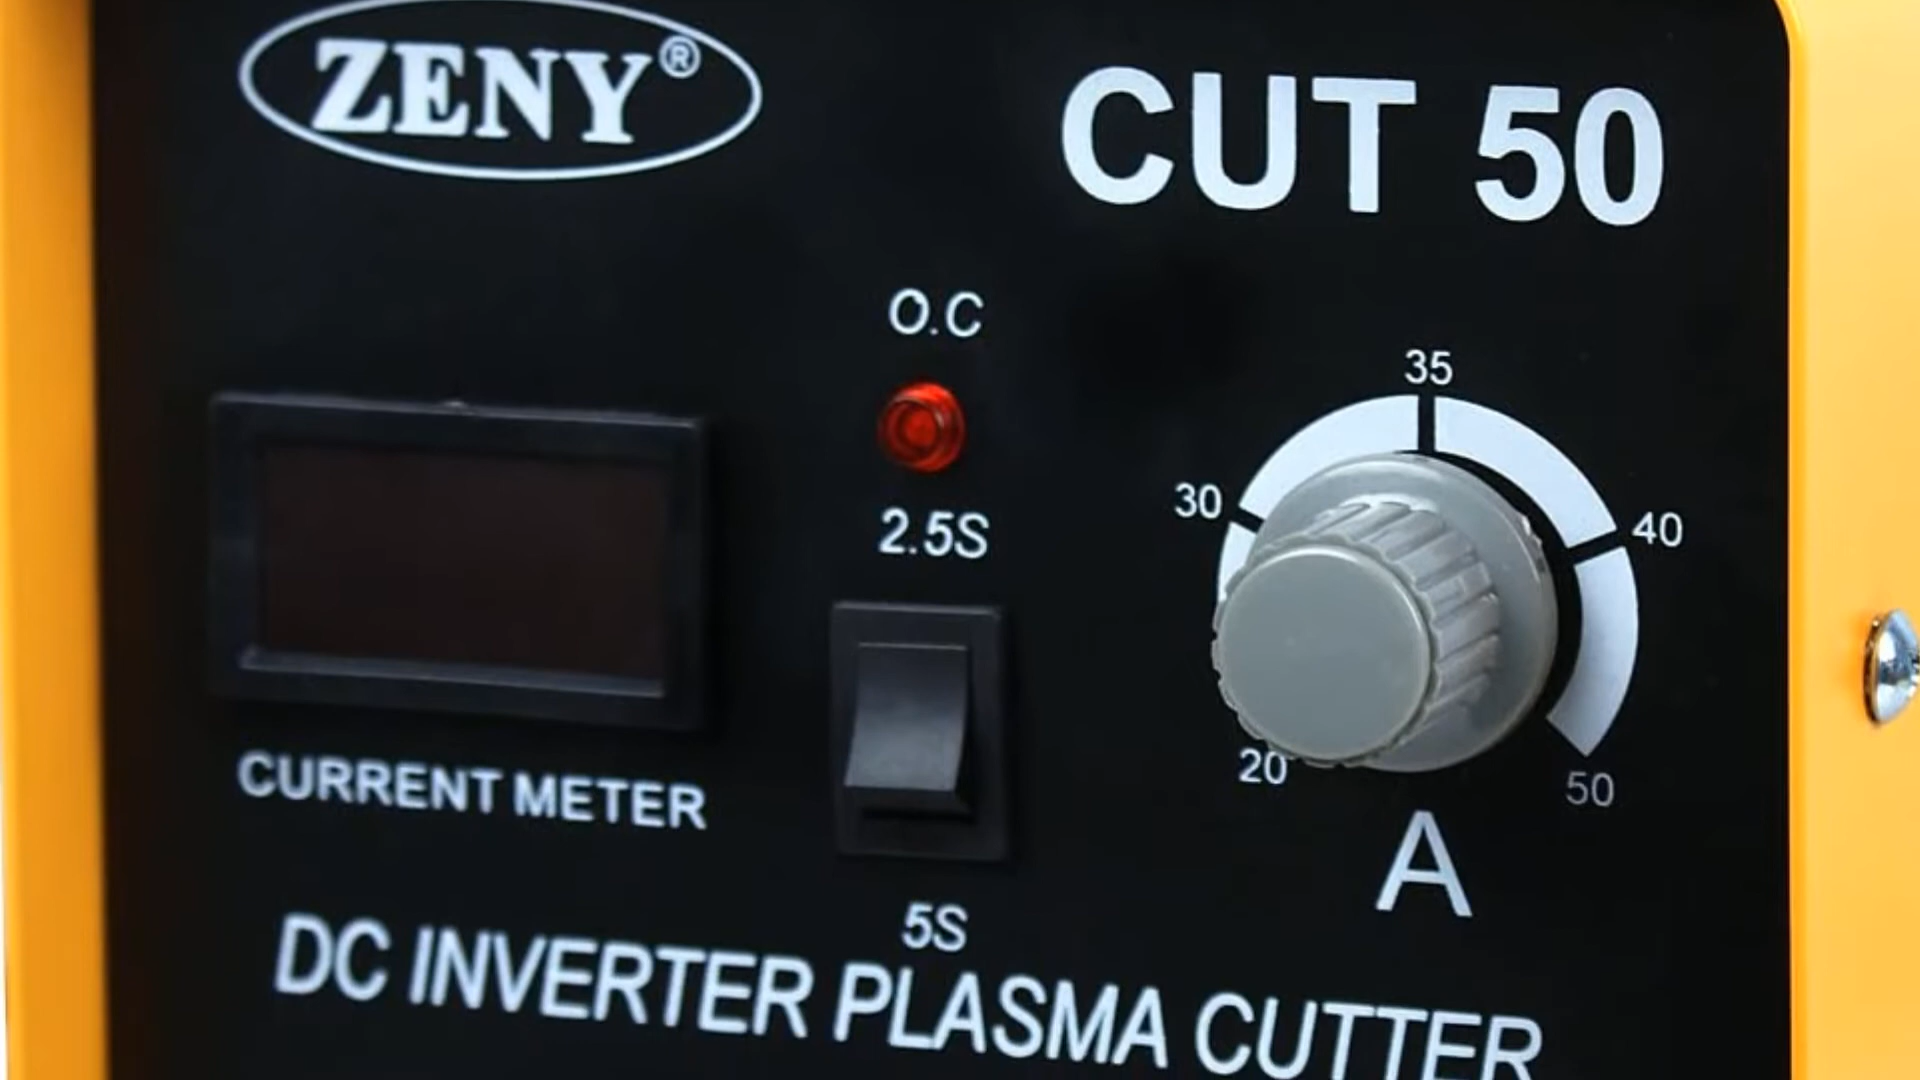 ZENY®
CUT 50
O.C
2.5S
5S
CURRENT METER
20
30
35
40
50
A
DC INVERTER PLASMA CUTTER